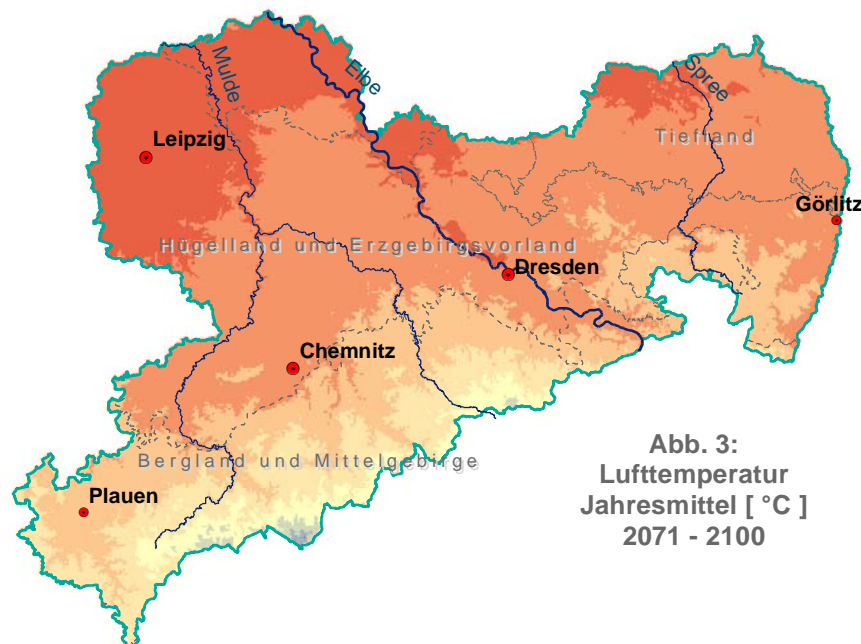 Mulde
Elbe
Spree
Leipzig
Tiefland
Görlitz
Hügelland und Erzgebirgsvorland
Dresden
Chemnitz
Bergland und Mittelgebirge
Plauen
Abb. 3:
Lufttemperatur
Jahresmittel [ °C ]
2071 - 2100